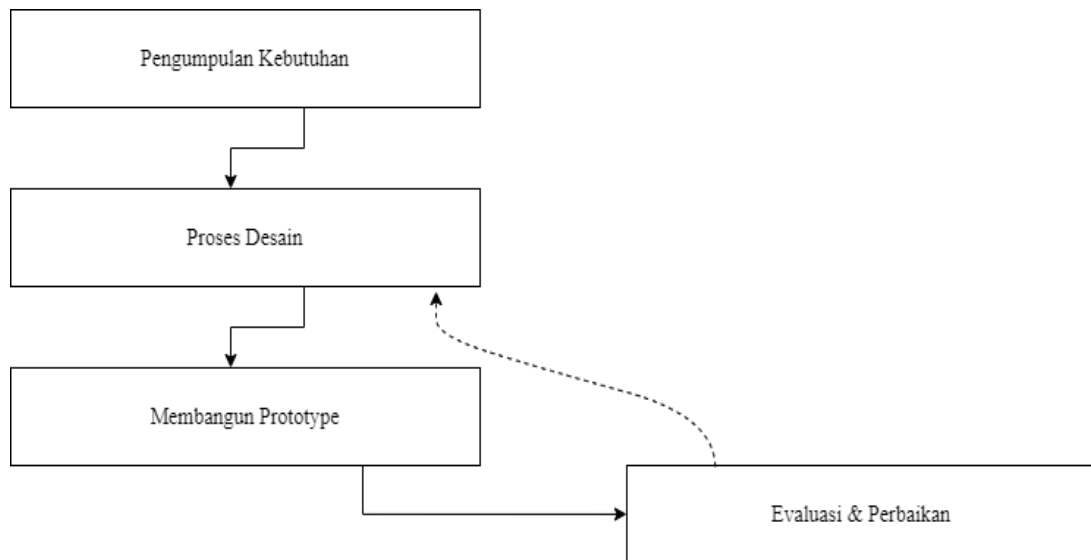 Pengumpulan Kebutuhan
Proses Desain
Membangun Prototype
Evaluasi & Perbaikan